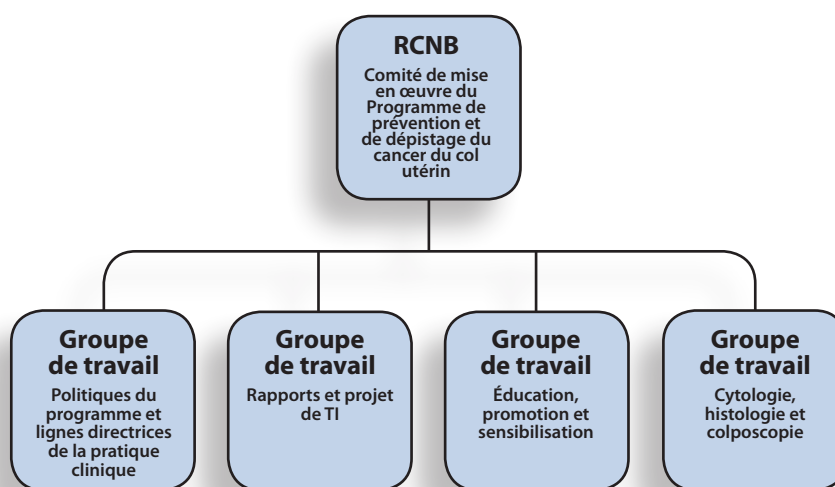 RCNB
Comité de mise
en œuvre du
Programme de
prévention et
de dépistage du
cancer du col
utérin
Groupe
de travail
Politiques du
programme et
lignes directrices
de la pratique
clinique
Groupe
de travail
Rapports et projet
de TI
Groupe
de travail
Éducation,
promotion et
sensibilisation
Groupe
de travail
Cytologie,
histologie et
colposcopie